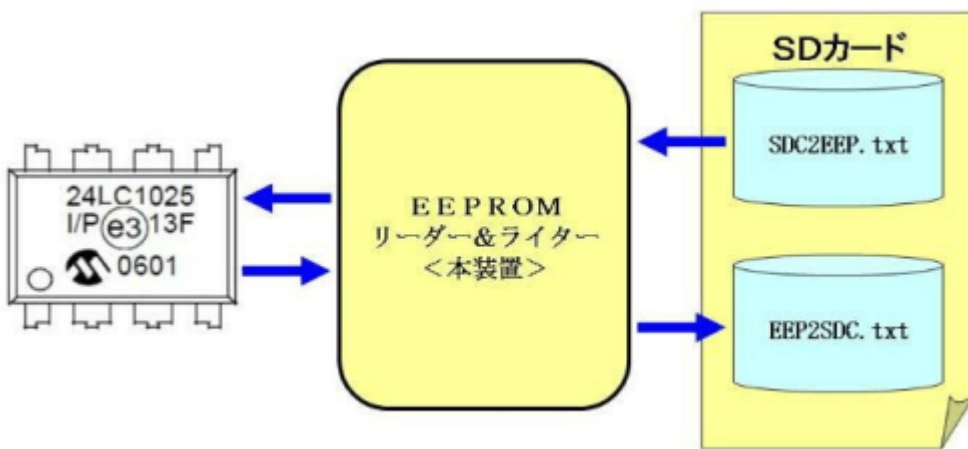 24LC1025
I/P e3 13F
0601
EEPROM
リーダー&ライター
<本装置>
SDカード
SDC2EEP.txt
EEP2SDC.txt